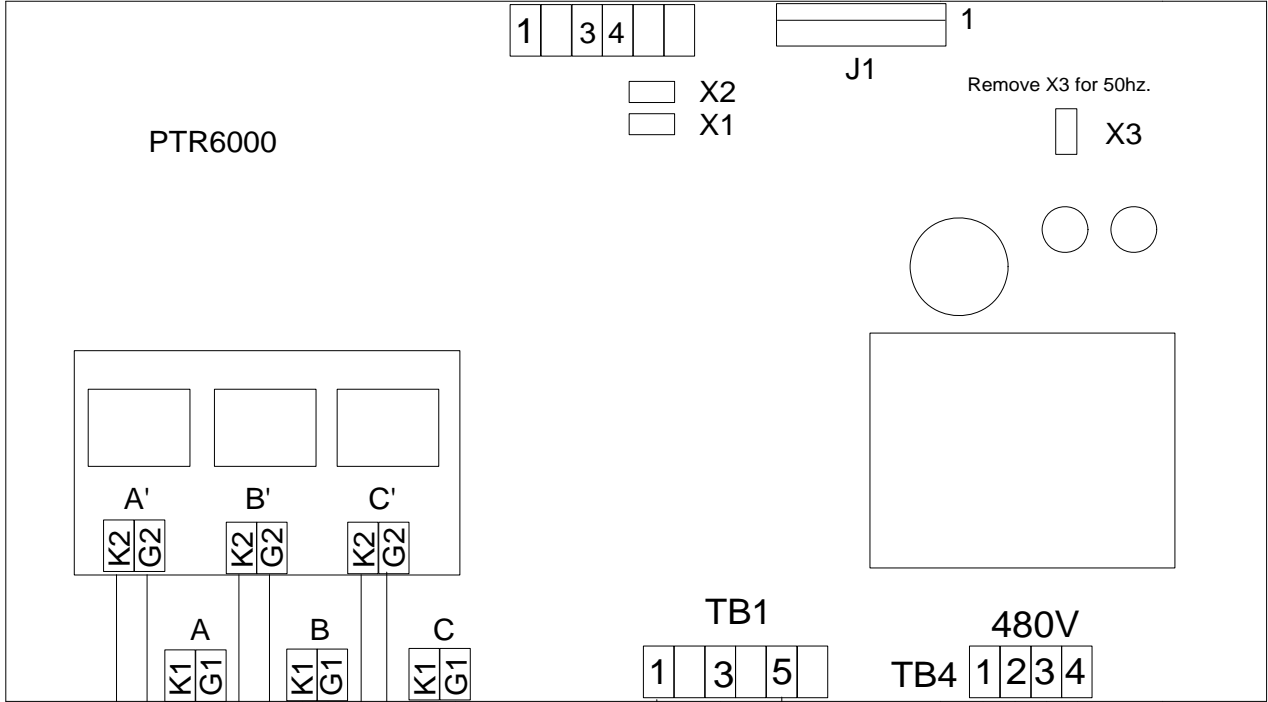 1 3 4
1
J1
X2
X1
Remove X3 for 50hz.
X3
PTR6000
A' B' C'
K2 G2 K2 G2 K2 G2
A B C
K1 G1 K1 G1 K1 G1
TB1
1 3 5
480V
TB4 1 2 3 4